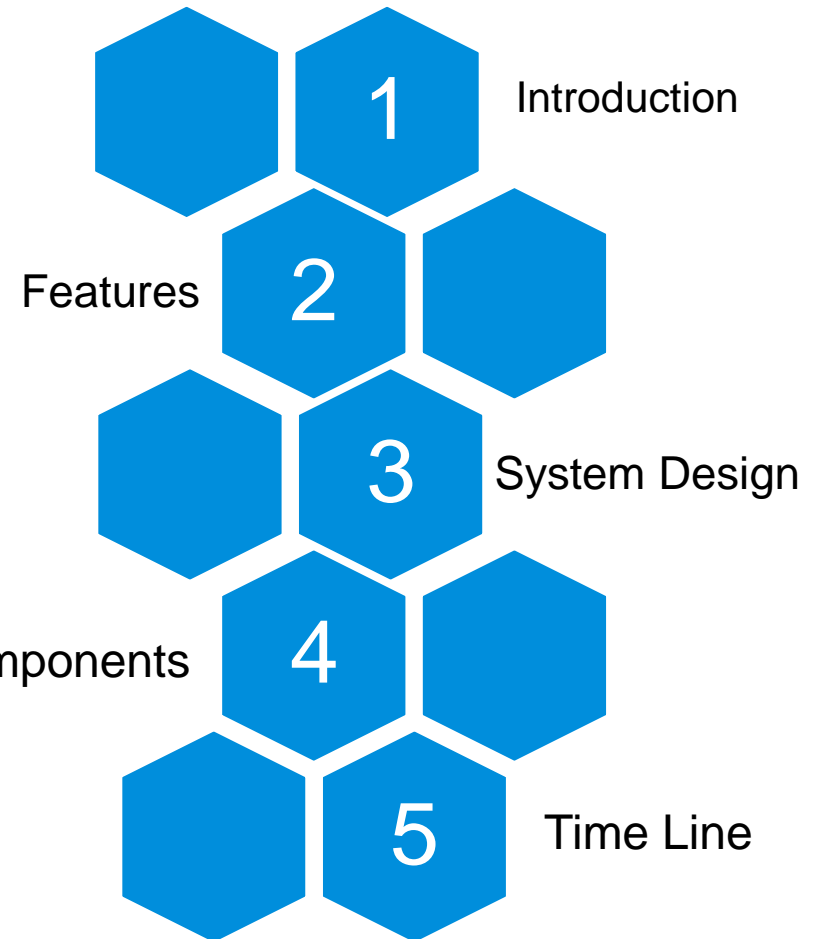 1
Introduction
Features
2
3
System Design
mponents
4
5
Time Line